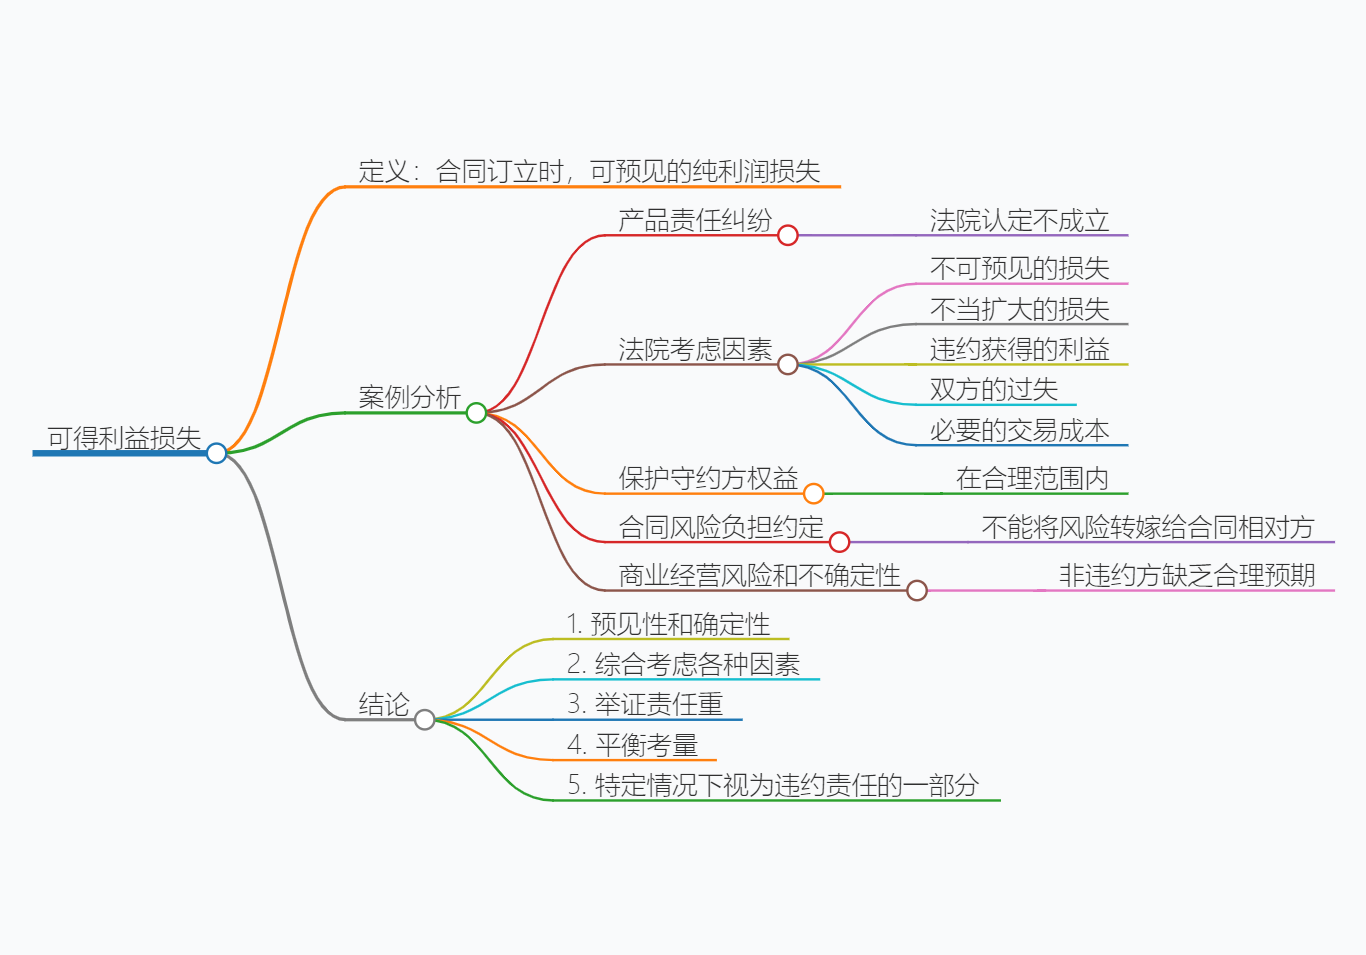 可得利益损失
定义：合同订立时，可预见的纯利润损失
案例分析
产品责任纠纷
法院认定不成立
法院考虑因素
不可预见的损失
不当扩大的损失
违约获得的利益
双方的过失
必要的交易成本
保护守约方权益
在合理范围内
合同风险负担约定
不能将风险转嫁给合同相对方
商业经营风险和不确定性
非违约方缺乏合理预期
结论
1. 预见性和确定性
2. 综合考虑各种因素
3. 举证责任重
4. 平衡考量
5. 特定情况下视为违约责任的一部分